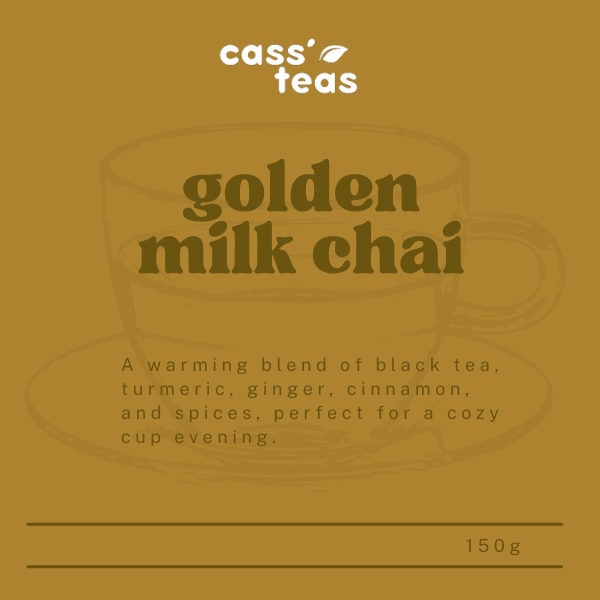 cass'
teas
golden
milk chai
A warming blend of black tea,
turmeric, ginger, cinnamon,
and spices, perfect for a cozy
cup evening.
150g